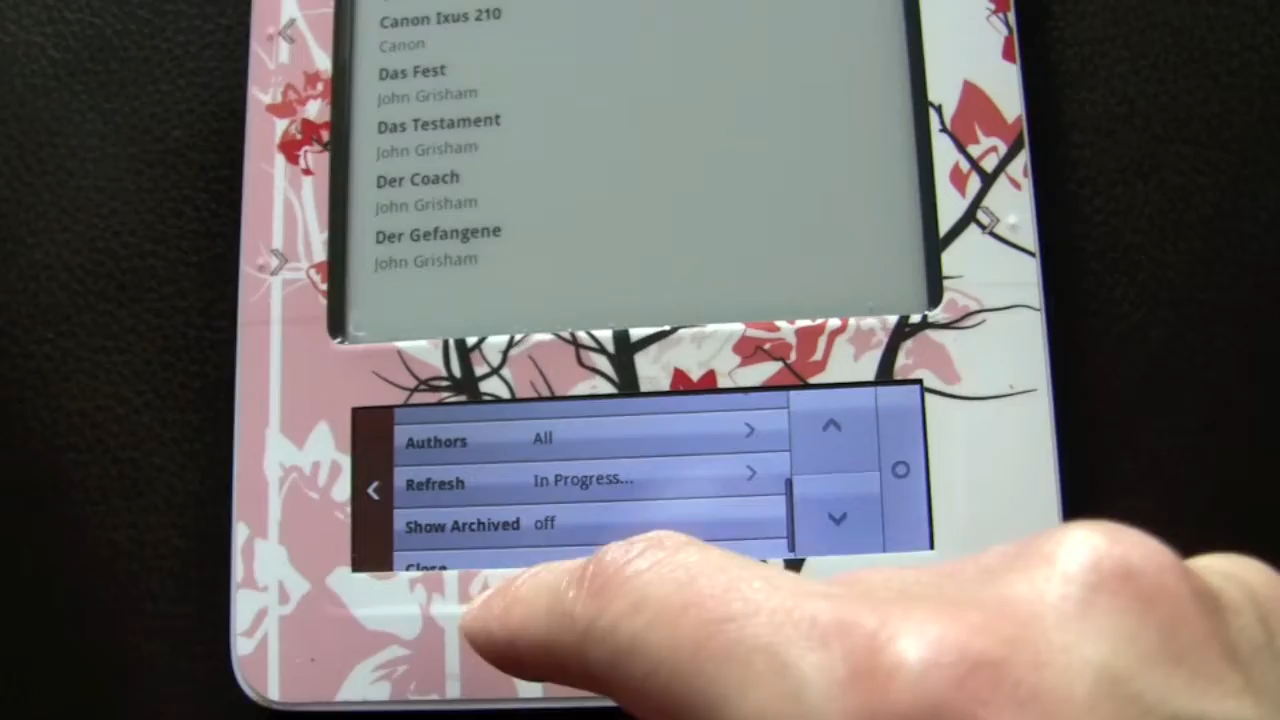 Canon Ixus 210
Canon
Das Fest
John Grisham
Das Testament
John Grisham
Der Coach
John Grisham
Der Gefangene
John Grisham
Authors All
Refresh In Progress...
Show Archived off
Close